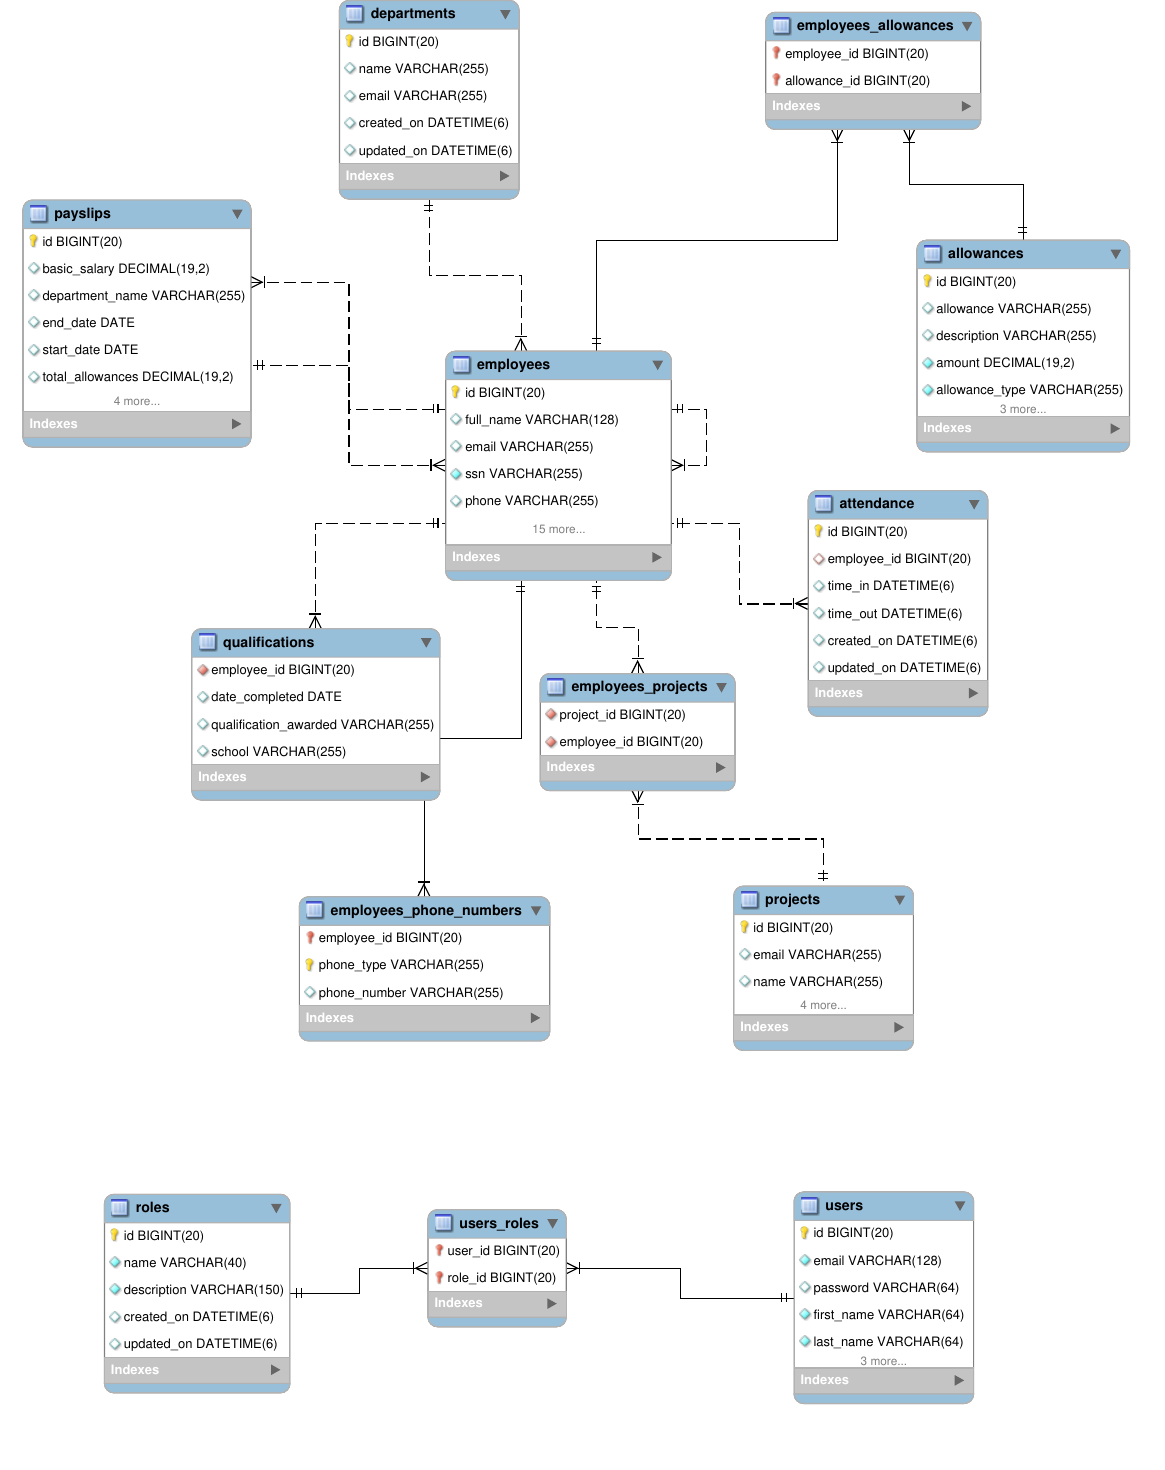 departments
id BIGINT(20)
name VARCHAR(255)
email VARCHAR(255)
created_on DATETIME(6)
updated_on DATETIME(6)
Indexes
employees_allowances
employee_id BIGINT(20)
allowance_id BIGINT(20)
Indexes
payslips
id BIGINT(20)
basic_salary DECIMAL(19,2)
department_name VARCHAR(255)
end_date DATE
start_date DATE
total_allowances DECIMAL(19,2)
4 more...
Indexes
allowances
id BIGINT(20)
allowance VARCHAR(255)
description VARCHAR(255)
amount DECIMAL(19,2)
allowance_type VARCHAR(255)
3 more...
Indexes
employees
id BIGINT(20)
full_name VARCHAR(128)
email VARCHAR(255)
ssn VARCHAR(255)
phone VARCHAR(255)
15 more...
Indexes
attendance
id BIGINT(20)
employee_id BIGINT(20)
time_in DATETIME(6)
time_out DATETIME(6)
created_on DATETIME(6)
updated_on DATETIME(6)
Indexes
qualifications
employee_id BIGINT(20)
date_completed DATE
qualification_awarded VARCHAR(255)
school VARCHAR(255)
Indexes
employees_projects
project_id BIGINT(20)
employee_id BIGINT(20)
Indexes
employees_phone_numbers
employee_id BIGINT(20)
phone_type VARCHAR(255)
phone_number VARCHAR(255)
Indexes
projects
id BIGINT(20)
email VARCHAR(255)
name VARCHAR(255)
4 more...
Indexes
roles
id BIGINT(20)
name VARCHAR(40)
description VARCHAR(150)
created_on DATETIME(6)
updated_on DATETIME(6)
Indexes
users_roles
user_id BIGINT(20)
role_id BIGINT(20)
Indexes
users
id BIGINT(20)
email VARCHAR(128)
password VARCHAR(64)
first_name VARCHAR(64)
last_name VARCHAR(64)
3 more...
Indexes